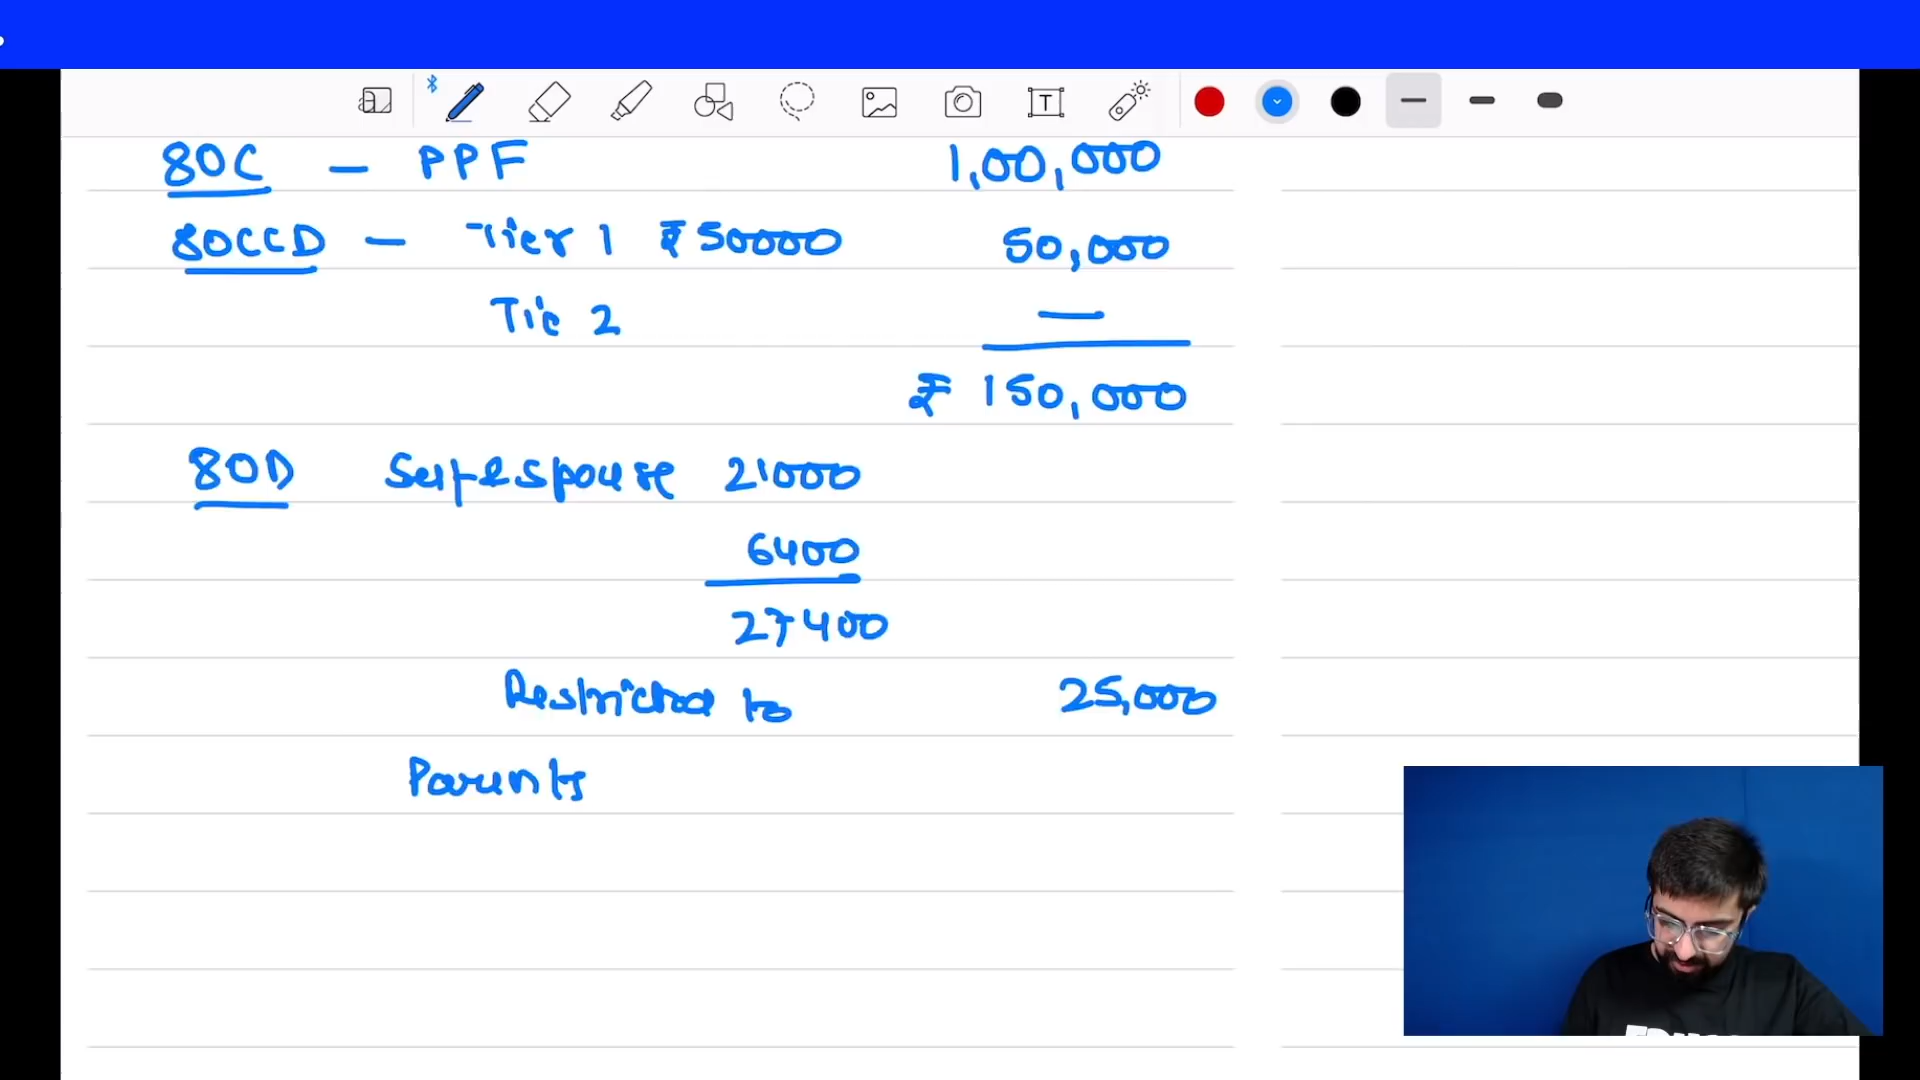 80C — PPF 1,00,000
80CCD — Tier 1 ₹50000 50,000
Tie 2 —
₹ 150,000
80D Self & spouse 21000
6400
27400
Restricted to 25,000
Parents